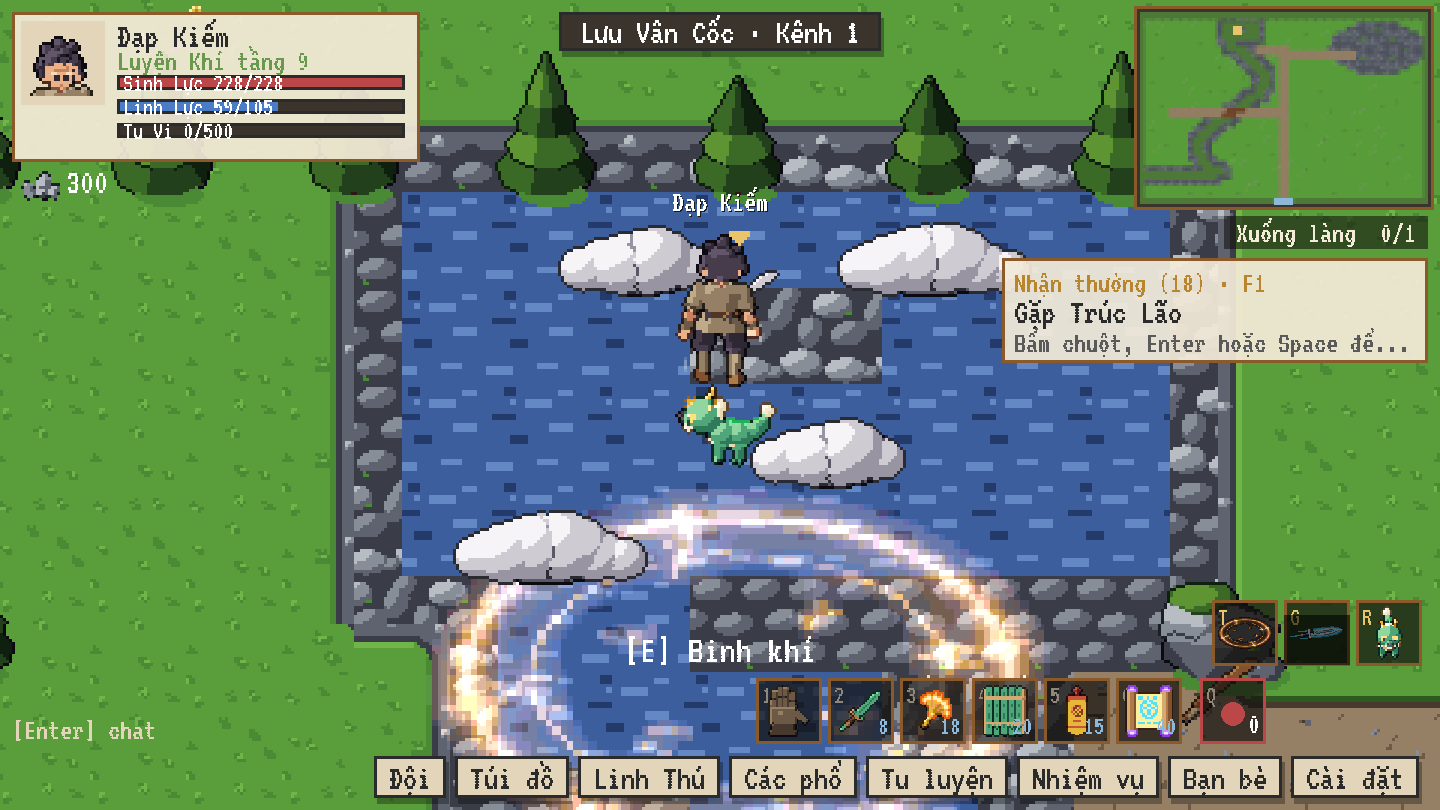 Đạp Kiếm
Luyện Khí tầng 9
Sinh Lực 228/228
Linh Lực 59/105
Tu Vi 0/500
300
Lưu Vân Cốc · Kênh 1
Xuống làng 0/1
Nhận thưởng (18) · F1
Gặp Trúc Lão
Bấm chuột, Enter hoặc Space để...
Đạp Kiếm
[E] Binh khí
T
G
R
1
2
8
3
18
4
20
5
15
10
Q
0
[Enter] chat
Đội
Túi đồ
Linh Thú
Các phổ
Tu luyện
Nhiệm vụ
Bạn bè
Cài đặt